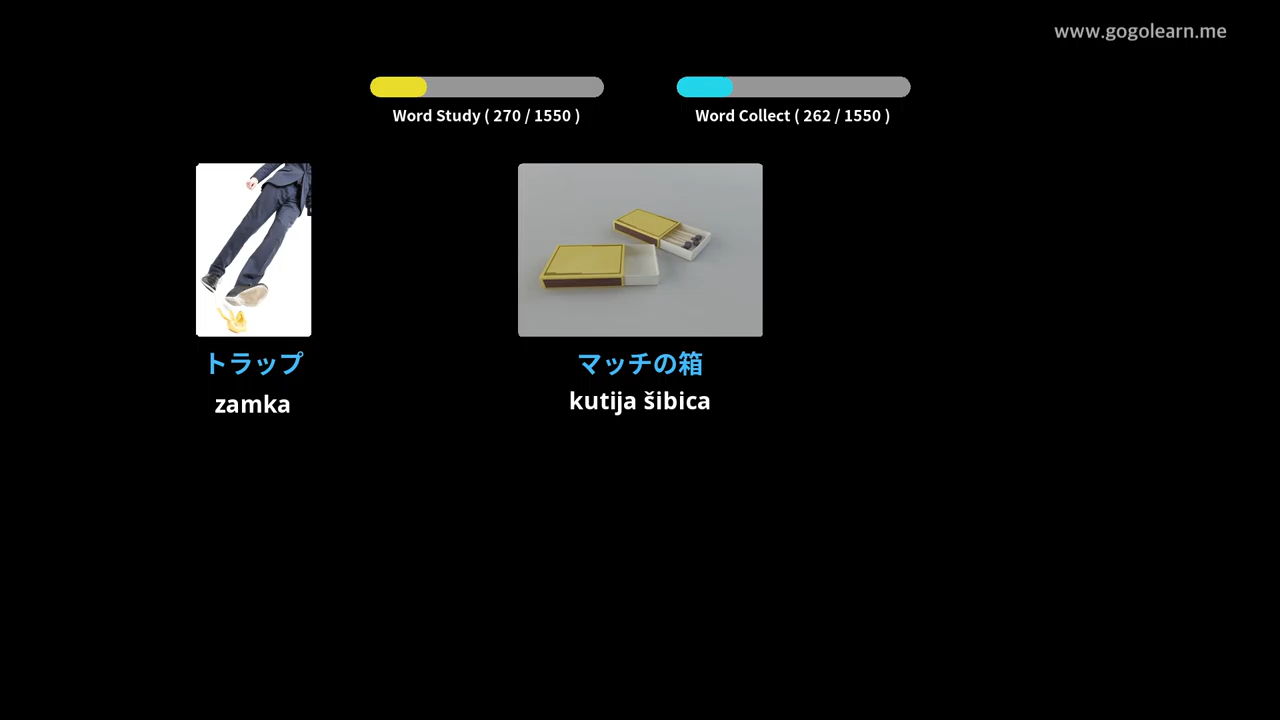 www.gogolearn.me
Word Study ( 270 / 1550 )
Word Collect ( 262 / 1550 )
トラップ
zamka
マッチの箱
kutija šibica